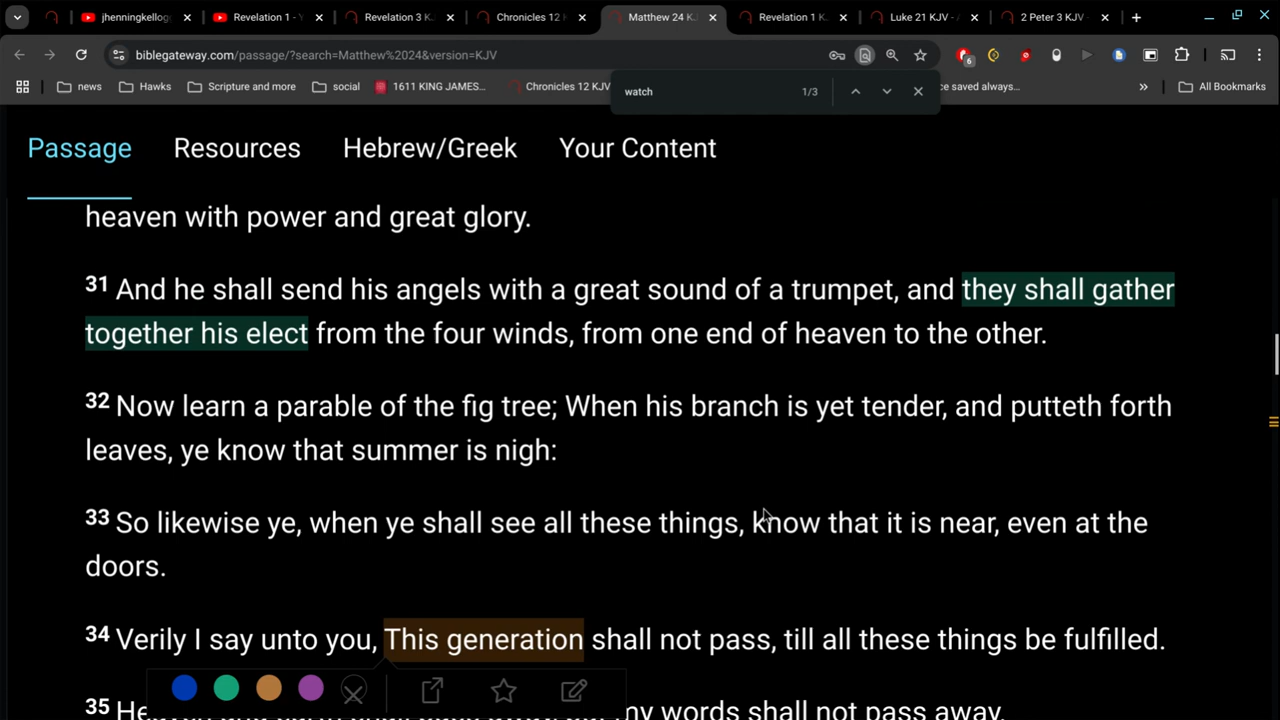 jhenningkellog
Revelation 1 - Y
Revelation 3 K
Chronicles 12 K
Matthew 24 K
Revelation 1 K
Luke 21 KJV - 
2 Peter 3 KJV -
biblegateway.com/passage/?search=Matthew%2024&version=KJV
6
news
Hawks
Scripture and more
social
1611 KING JAMES...
Chronicles 12 KJV
ce saved always...
All Bookmarks
watch 1/3
Passage Resources Hebrew/Greek Your Content
heaven with power and great glory.
31 And he shall send his angels with a great sound of a trumpet, and they shall gather
together his elect from the four winds, from one end of heaven to the other.
32 Now learn a parable of the fig tree; When his branch is yet tender, and putteth forth
leaves, ye know that summer is nigh:
33 So likewise ye, when ye shall see all these things, know that it is near, even at the
doors.
34 Verily I say unto you, This generation shall not pass, till all these things be fulfilled.
35 He my words shall not pass away.